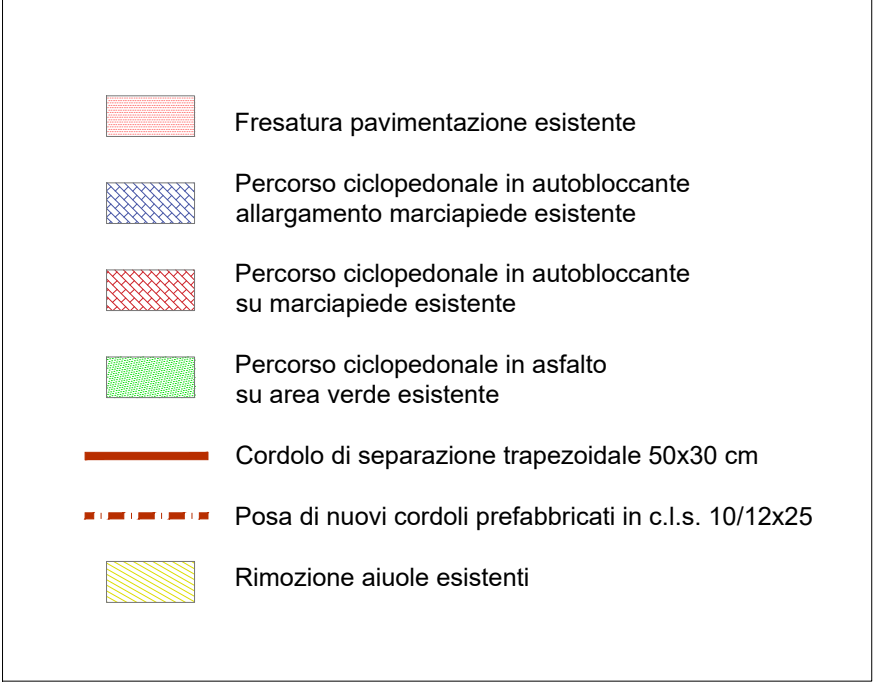 Fresatura pavimentazione esistente
Percorso ciclopedonale in autobloccante
allargamento marciapiede esistente
Percorso ciclopedonale in autobloccante
su marciapiede esistente
Percorso ciclopedonale in asfalto
su area verde esistente
Cordolo di separazione trapezoidale 50x30 cm
Posa di nuovi cordoli prefabbricati in c.l.s. 10/12x25
Rimozione aiuole esistenti